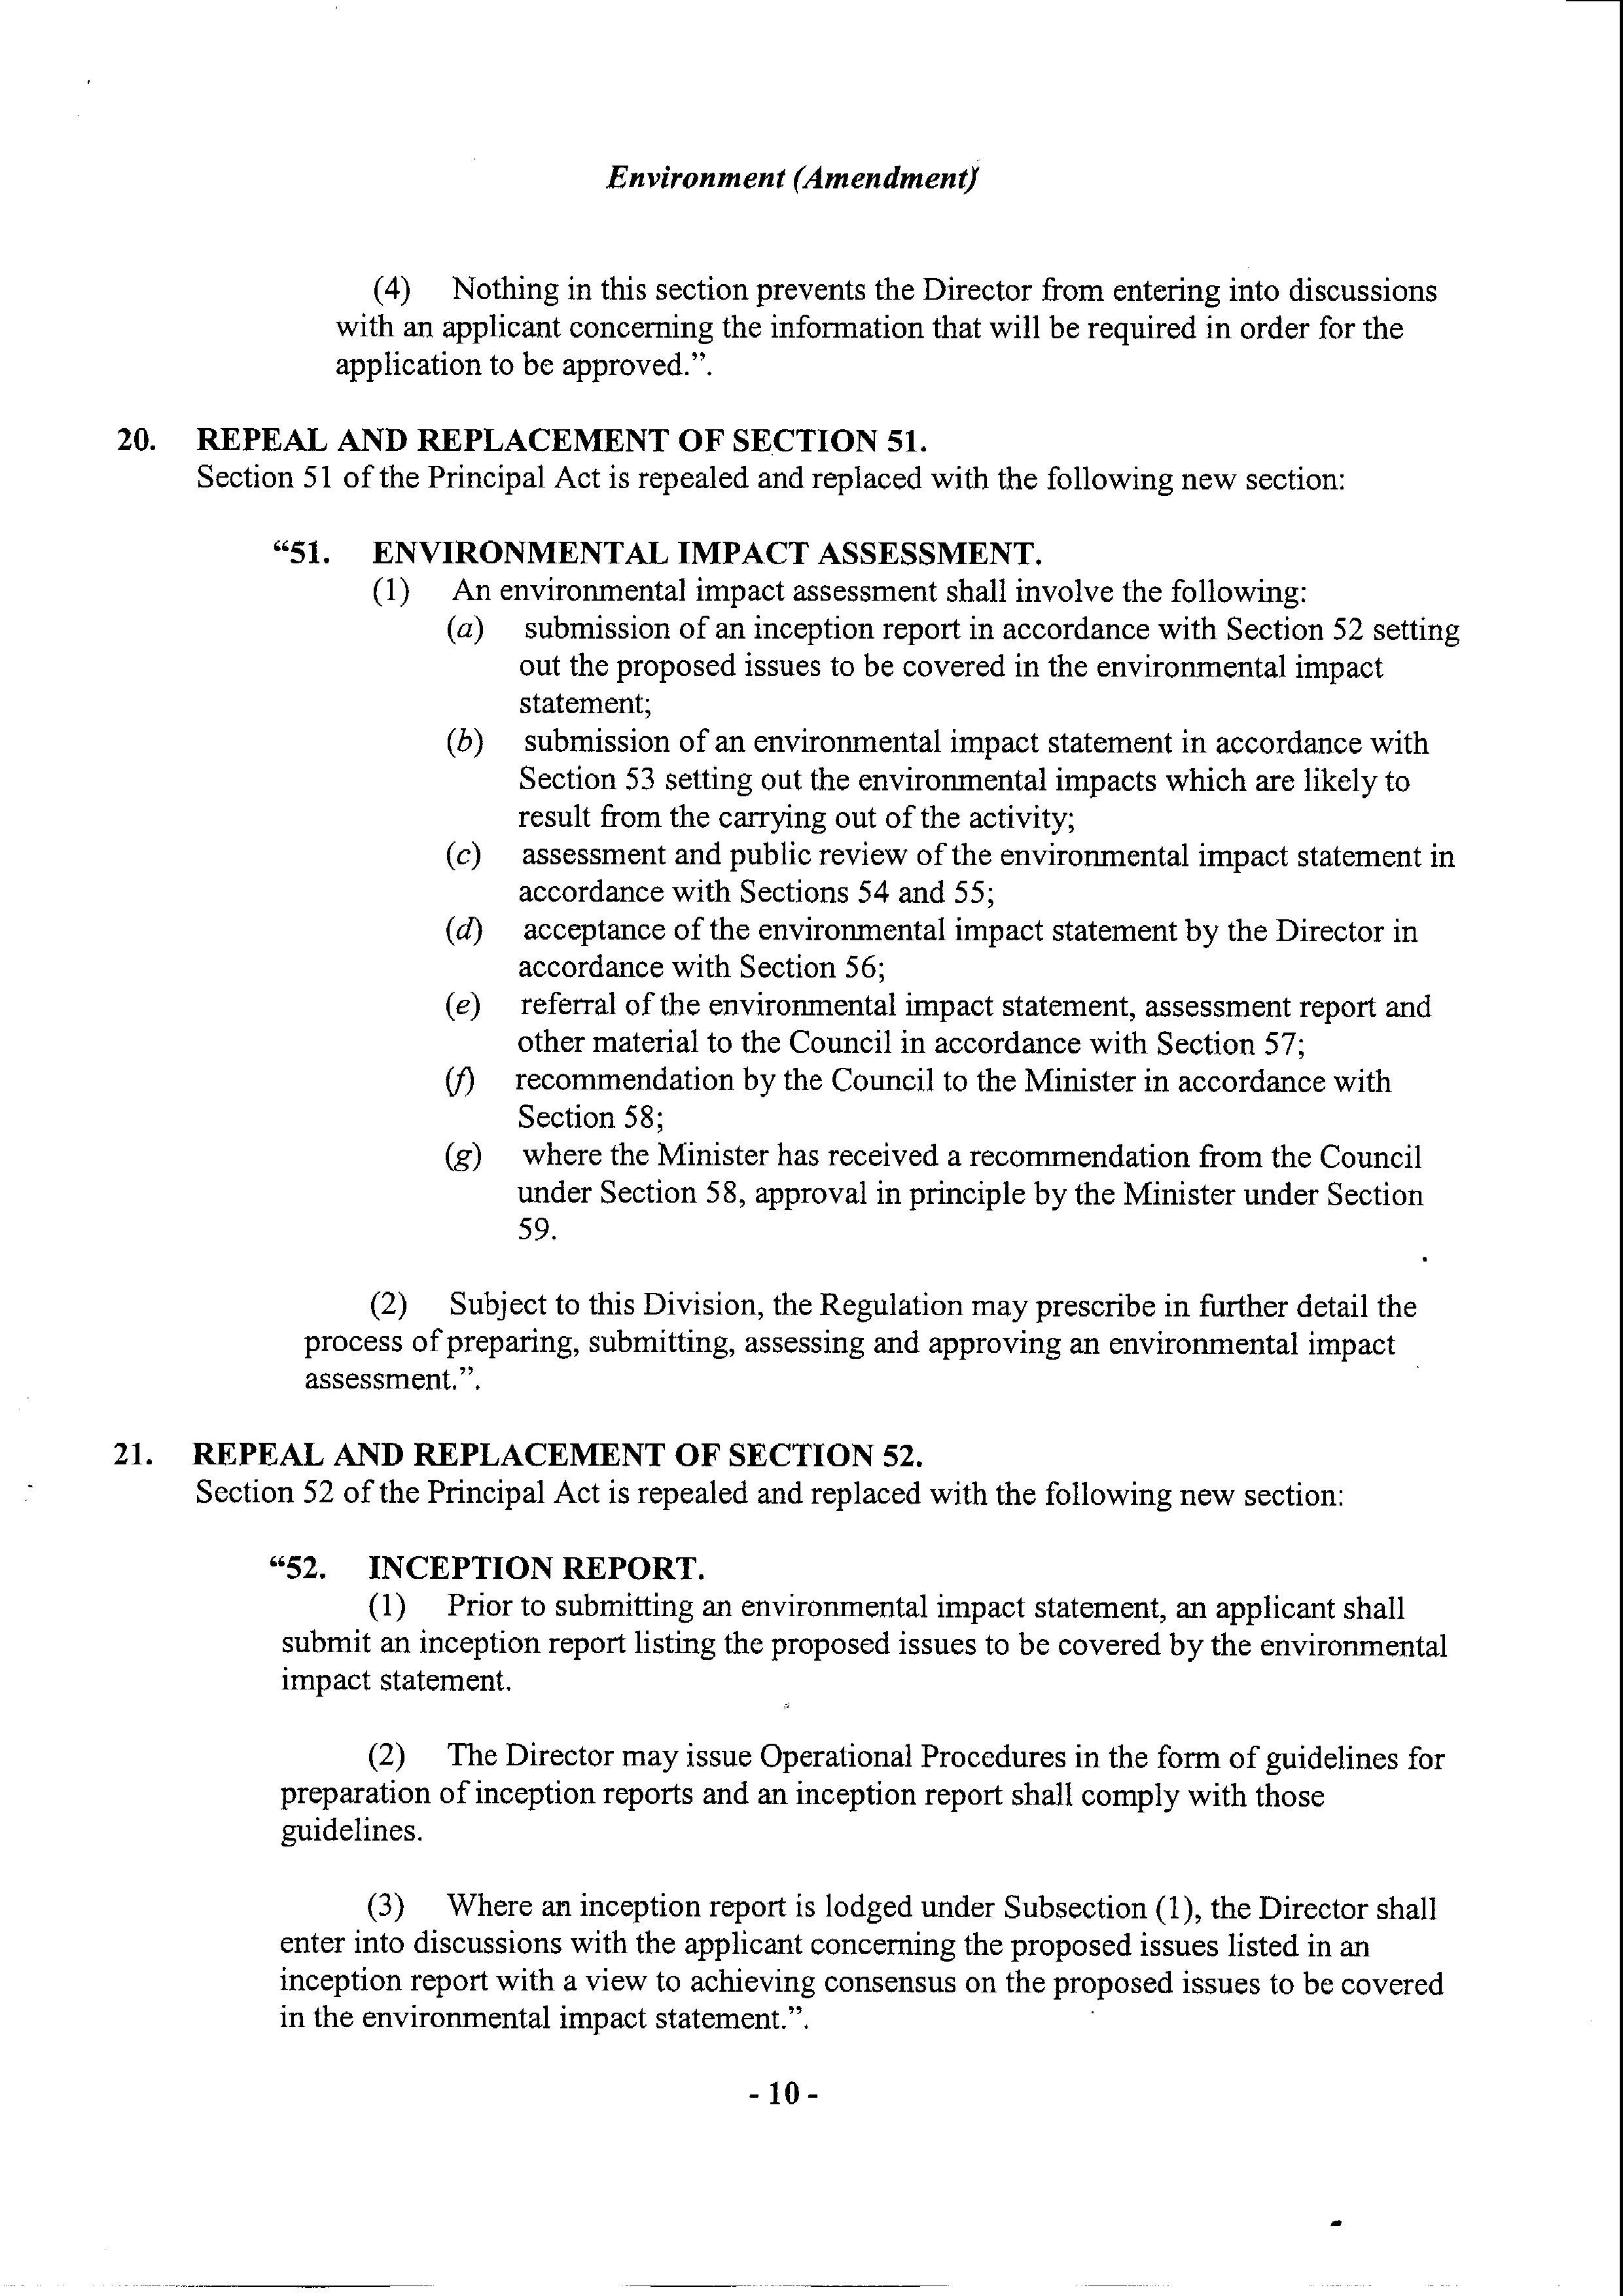 Environment (Amendment)
(4) Nothing in this section prevents the Director from entering into discussions
with an applicant concerning the information that will be required in order for the
application to be approved.”.
20. REPEAL AND REPLACEMENT OF SECTION 51.
Section 51 of the Principal Act is repealed and replaced with the following new section:
“51. ENVIRONMENTAL IMPACT ASSESSMENT.
(1) An environmental impact assessment shall involve the following:
(a) submission of an inception report in accordance with Section 52 setting
out the proposed issues to be covered in the environmental impact
statement;
(b) submission of an environmental impact statement in accordance with
Section 53 setting out the environmental impacts which are likely to
result from the carrying out of the activity;
(c) assessment and public review of the environmental impact statement in
accordance with Sections 54 and 55;
(d) acceptance of the environmental impact statement by the Director in
accordance with Section 56;
(e) referral of the environmental impact statement, assessment report and
other material to the Council in accordance with Section 57;
(f) recommendation by the Council to the Minister in accordance with
Section 58;
(g) where the Minister has received a recommendation from the Council
under Section 58, approval in principle by the Minister under Section
59.
(2) Subject to this Division, the Regulation may prescribe in further detail the
process of preparing, submitting, assessing and approving an environmental impact
assessment.”.
21. REPEAL AND REPLACEMENT OF SECTION 52.
Section 52 of the Principal Act is repealed and replaced with the following new section:
“52. INCEPTION REPORT.
(1) Prior to submitting an environmental impact statement, an applicant shall
submit an inception report listing the proposed issues to be covered by the environmental
impact statement.
(2) The Director may issue Operational Procedures in the form of guidelines for
preparation of inception reports and an inception report shall comply with those
guidelines.
(3) Where an inception report is lodged under Subsection (1), the Director shall
enter into discussions with the applicant concerning the proposed issues listed in an
inception report with a view to achieving consensus on the proposed issues to be covered
in the environmental impact statement.”.
- 10 -